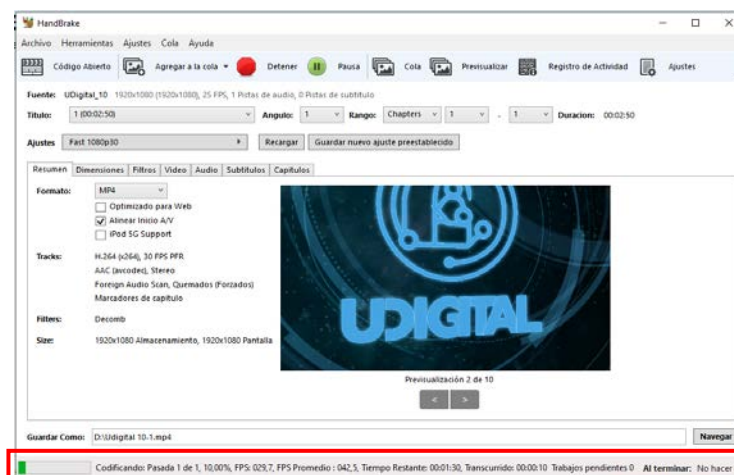 HandBrake
Archivo Herramientas Ajustes Cola Ayuda
Código Abierto Agregar a la cola Detener Pausa Cola Previsualizar Registro de Actividad Ajustes
Fuente: UDigital_10 1920x1080 (1920x1080), 25 FPS, 1 Pistas de audio, 0 Pistas de subtitulo
Título: 1 (00:02:50) Angulo: 1 Rango: Chapters 1 - 1 Duracion: 00:02:50
Ajustes Fast 1080p30 Recargar Guardar nuevo ajuste preestablecido
Resumen Dimensiones Filtros Video Audio Subtitulos Capitulos
Formato: MP4
Optimizado para Web
Alinear Inicio A/V
iPod 5G Support
Tracks: H.264 (x264), 30 FPS PFR
AAC (avcodec), Stereo
Foreign Audio Scan, Quemados (Forzados)
Marcadores de capítulo
Filters: Decomb
Size: 1920x1080 Almacenamiento, 1920x1080 Pantalla
UDIGITAL
Previsualización 2 de 10
< >
Guardar Como: D:\Udigital 10-1.mp4 Navegar
Codificando: Pasada 1 de 1, 10,00%, FPS: 029,7, FPS Promedio : 042,5, Tiempo Restante: 00:01:30, Transcurrido: 00:00:10 Trabajos pendientes 0 Al terminar: No hacer